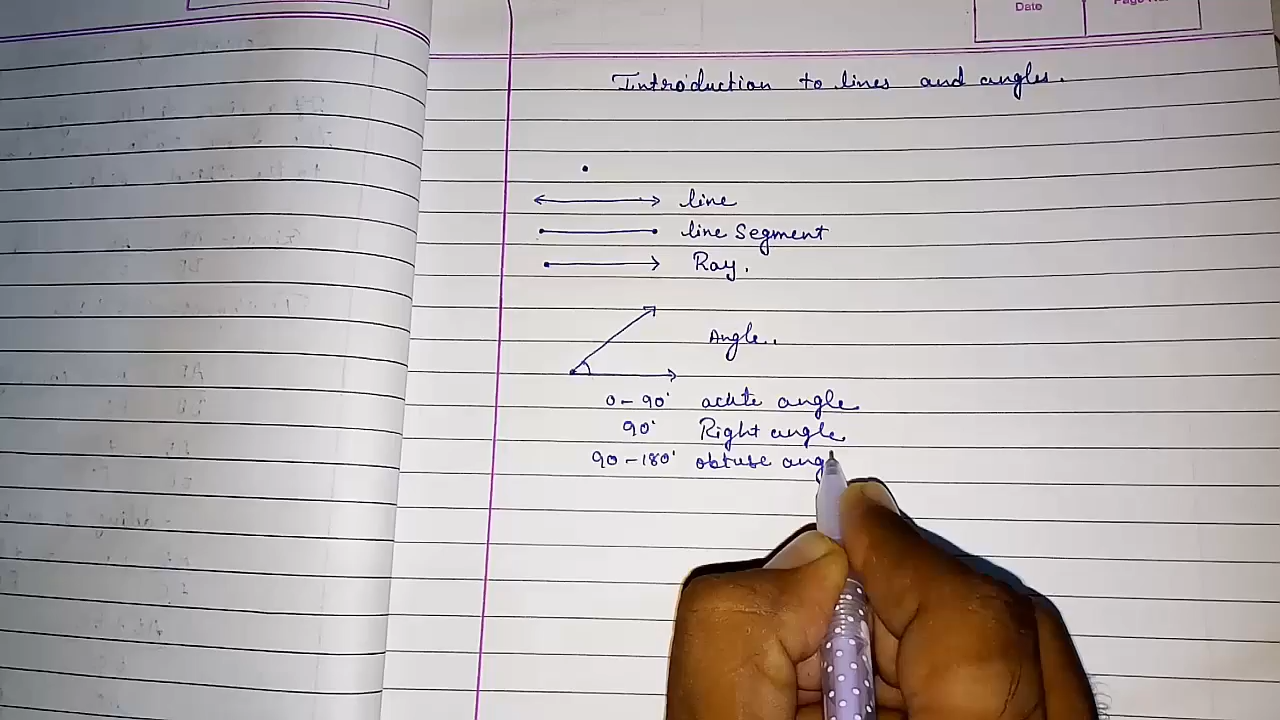 Date
Introduction to lines and angles.
line
line segment
Ray.
Angle.
0-90° acute angle
90° Right angle
90-180° obtuse ang